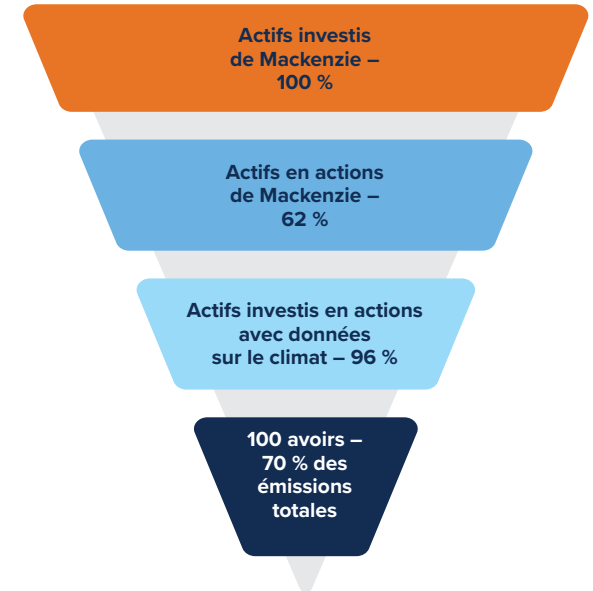 Actifs investis
de Mackenzie –
100 %
Actifs en actions
de Mackenzie –
62 %
Actifs investis en actions
avec données
sur le climat – 96 %
100 avoirs –
70 % des
émissions
totales